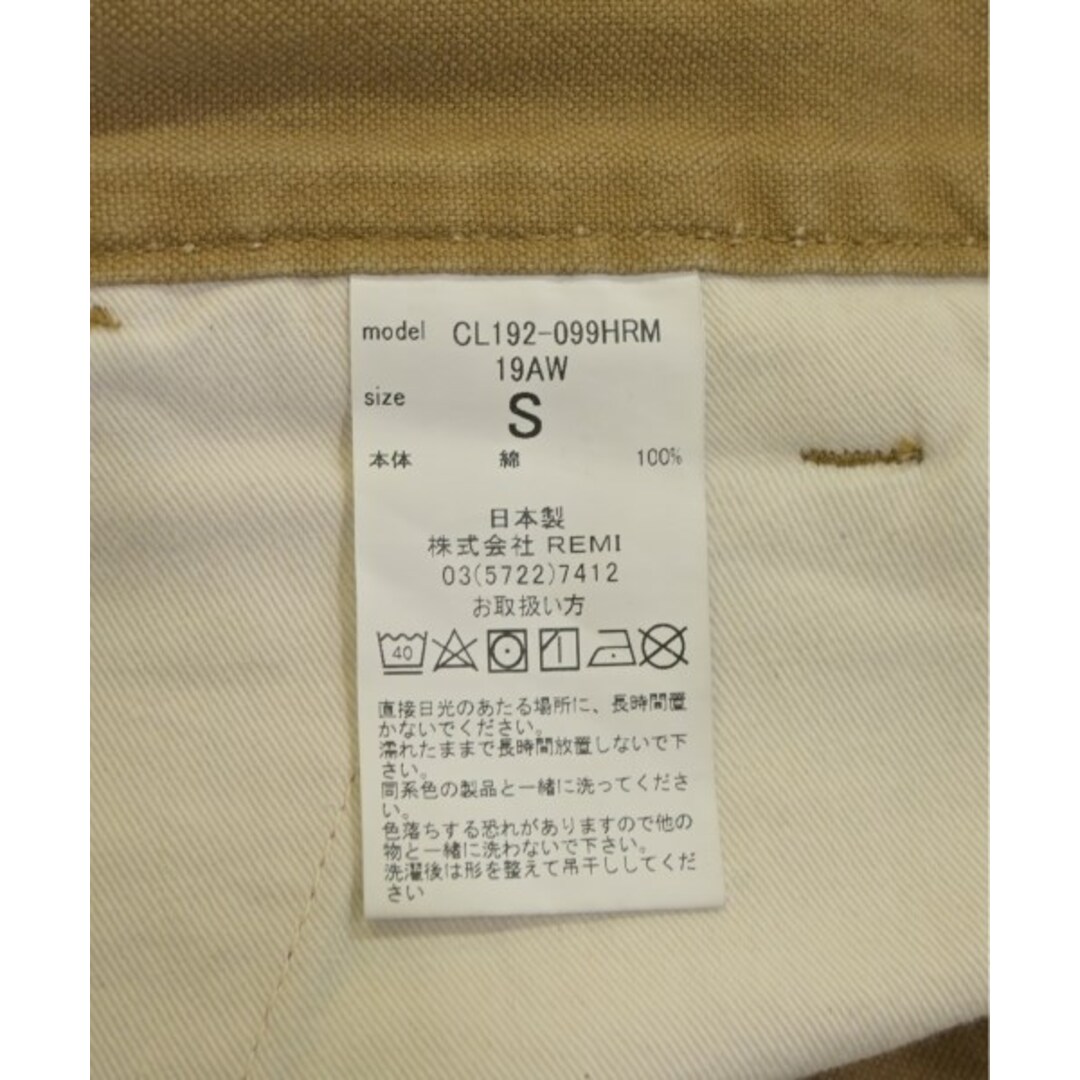 model CL192-099HRM
19AW
size S
本体 綿 100%
日本製
株式会社 REMI
03(5722)7412
お取扱い方
40
直接日光のあたる場所に、長時間置
かないでください。
濡れたままで長時間放置しないで下
さい。
同系色の製品と一緒に洗ってくださ
い。
色落ちする恐れがありますので他の
物と一緒に洗わないで下さい。
洗濯後は形を整えて吊干ししてくだ
さい